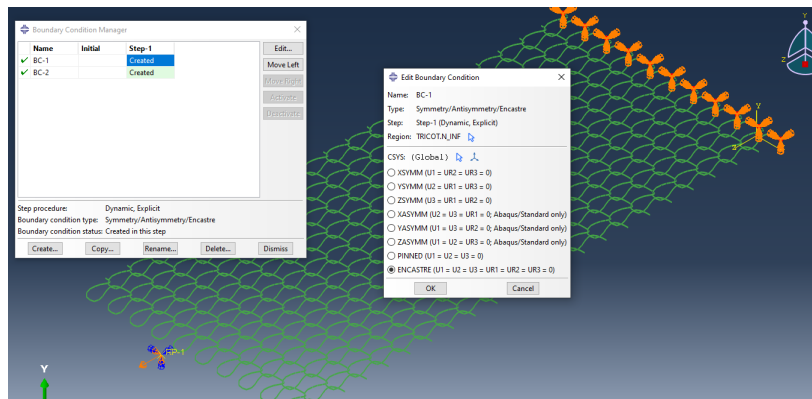 Boundary Condition Manager
Name Initial Step-1
BC-1 Created
BC-2 Created
Edit...
Move Left
Move Right
Activate
Deactivate
Step procedure: Dynamic, Explicit
Boundary condition type: Symmetry/Antisymmetry/Encastre
Boundary condition status: Created in this step
Create... Copy... Rename... Delete... Dismiss
Edit Boundary Condition
Name: BC-1
Type: Symmetry/Antisymmetry/Encastre
Step: Step-1 (Dynamic, Explicit)
Region: TRICOT.N_INF
CSYS: (Global)
XSYMM (U1 = UR2 = UR3 = 0)
YSYMM (U2 = UR1 = UR3 = 0)
ZSYMM (U3 = UR1 = UR2 = 0)
XASYMM (U2 = U3 = UR1 = 0; Abaqus/Standard only)
YASYMM (U1 = U3 = UR2 = 0; Abaqus/Standard only)
ZASYMM (U1 = U2 = UR3 = 0; Abaqus/Standard only)
PINNED (U1 = U2 = U3 = 0)
ENCASTRE (U1 = U2 = U3 = UR1 = UR2 = UR3 = 0)
OK Cancel
Y
Z
Y
Z
RP-1
Y